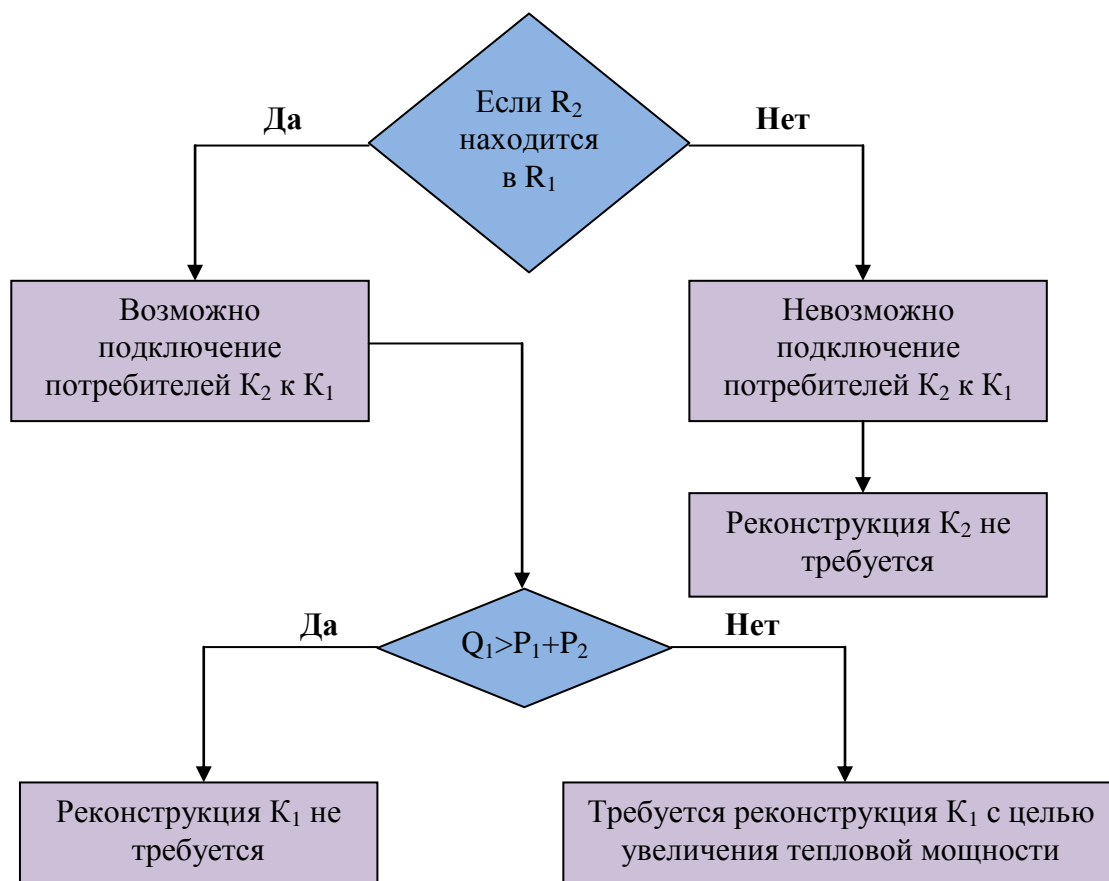 Если R₂
находится
в R₁
Да
Нет
Возможно
подключение
потребителей К₂ к К₁
Невозможно
подключение
потребителей К₂ к К₁
Реконструкция К₂ не
требуется
Да
Q₁>P₁+P₂
Нет
Реконструкция К₁ не
требуется
Требуется реконструкция К₁ с целью
увеличения тепловой мощности